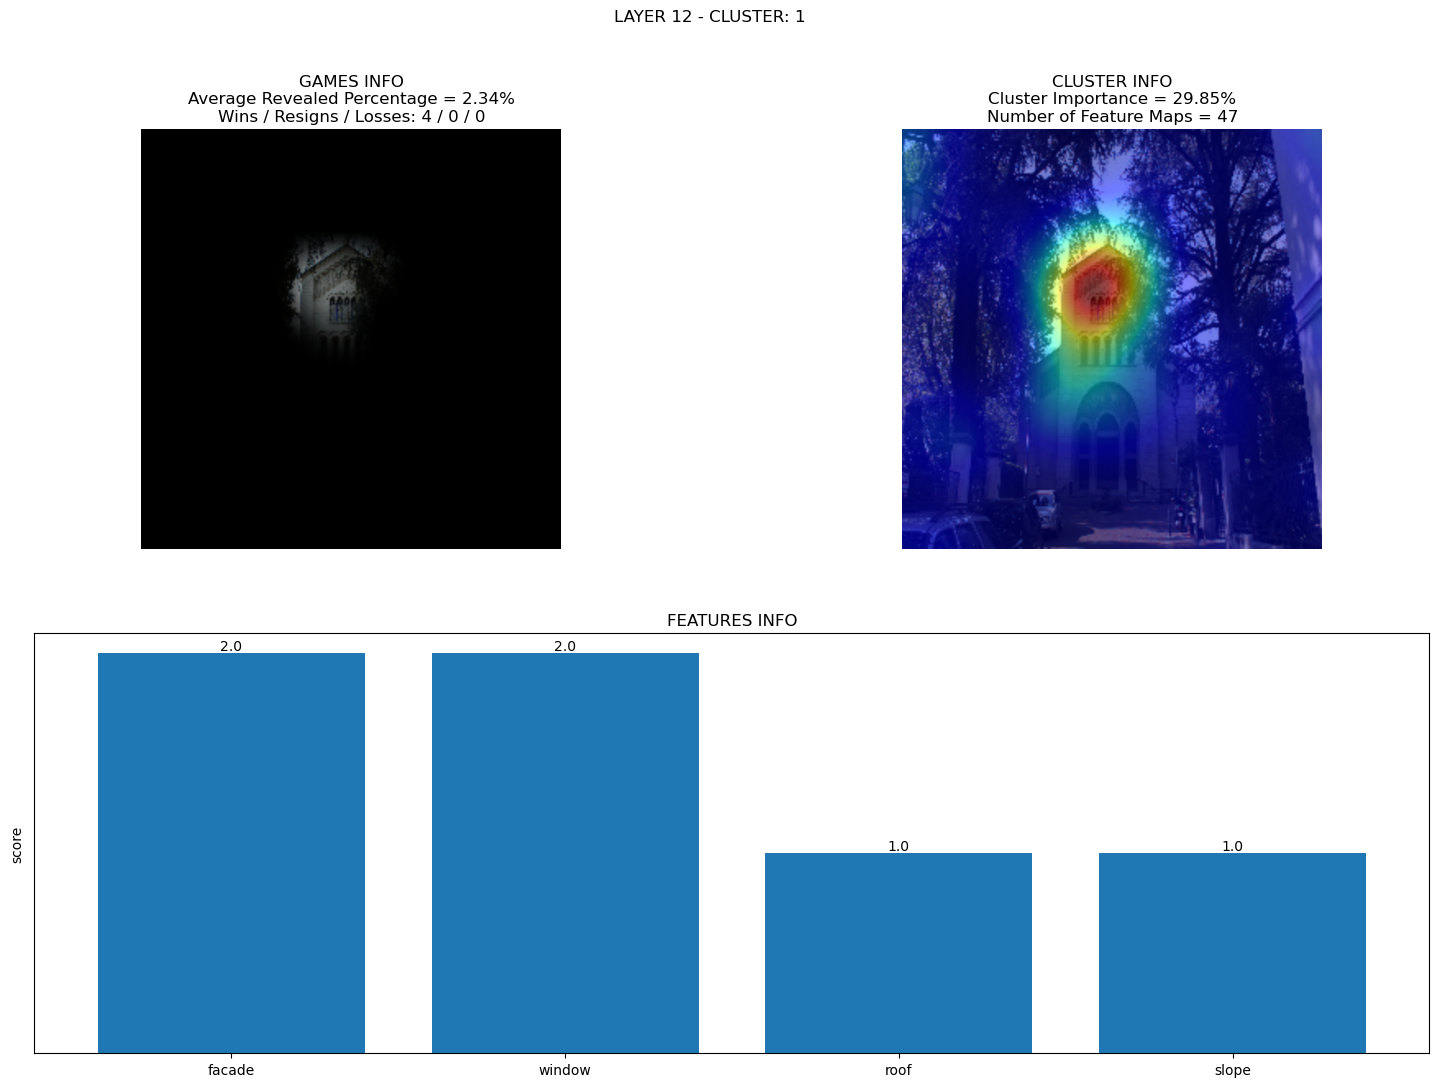 LAYER 12 - CLUSTER: 1
GAMES INFO
Average Revealed Percentage = 2.34%
Wins / Resigns / Losses: 4 / 0 / 0
CLUSTER INFO
Cluster Importance = 29.85%
Number of Feature Maps = 47
FEATURES INFO
score
2.0
2.0
1.0
1.0
facade
window
roof
slope